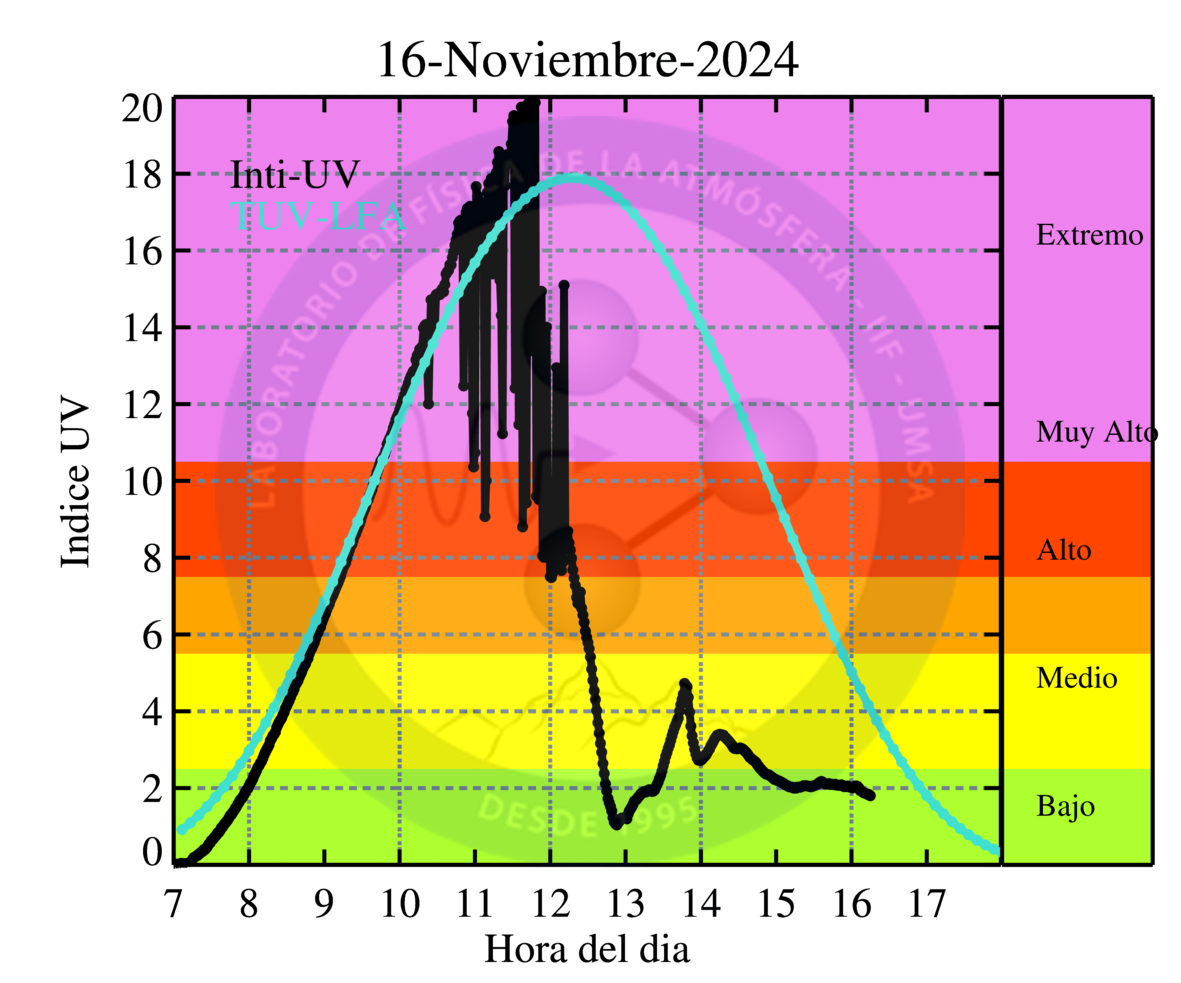 16-Noviembre-2024
Inti-UV
TUV-LFA
Indice UV
20
18
16
14
12
10
8
6
4
2
0
7 8 9 10 11 12 13 14 15 16 17
Hora del dia
Extremo
Muy Alto
Alto
Medio
Bajo
LABORATORIO DE FÍSICA DE LA ATMÓSFERA - IIF - UMSA
DESDE 1995